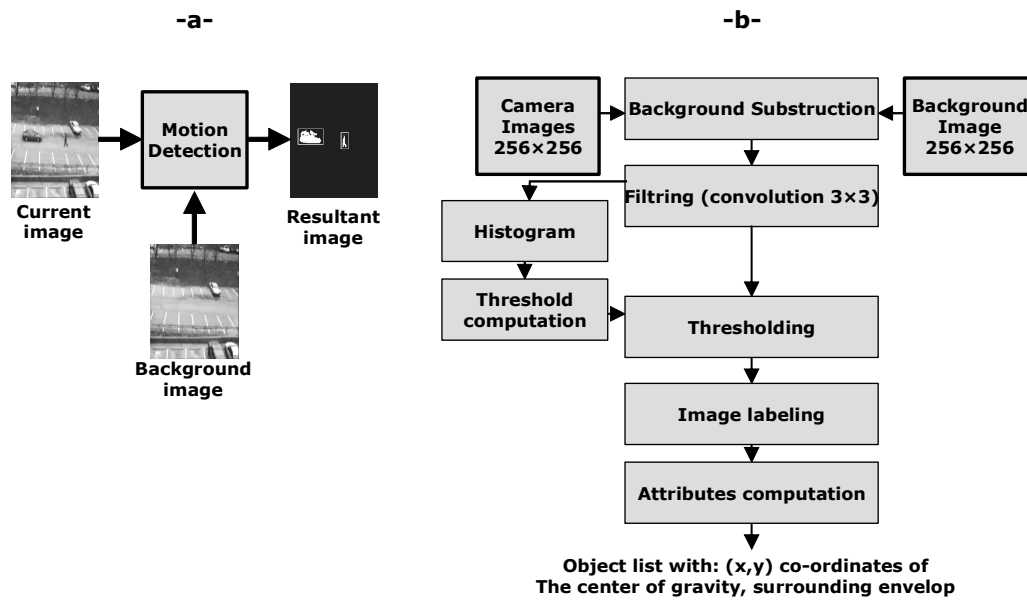 -a-
Motion
Detection
Current
image
Resultant
image
Background
image
-b-
Camera
Images
256×256
Background Substruction
Background
Image
256×256
Filtring (convolution 3×3)
Histogram
Threshold
computation
Thresholding
Image labeling
Attributes computation
Object list with: (x,y) co-ordinates of
The center of gravity, surrounding envelop